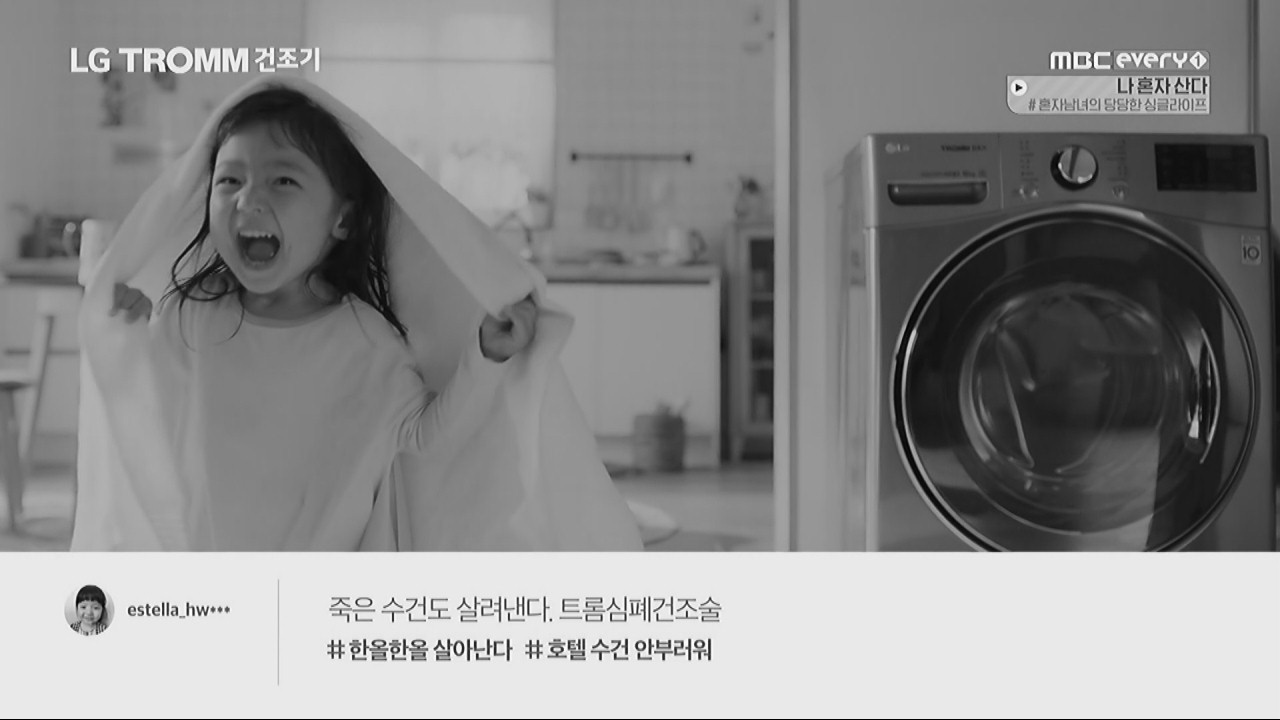 LG TROMM 건조기
MBC every1
나 혼자 산다
# 혼자남녀의 당당한 싱글라이프
LG
TROMM
10
estella_hw***
죽은 수건도 살려낸다. 트롬심폐건조술
# 한올한올 살아난다 # 호텔 수건 안부러워